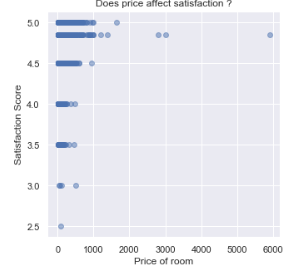 Does price affect satisfaction ?
5.0
4.5
4.0
3.5
3.0
2.5
Satisfaction Score
0 1000 2000 3000 4000 5000 6000
Price of room